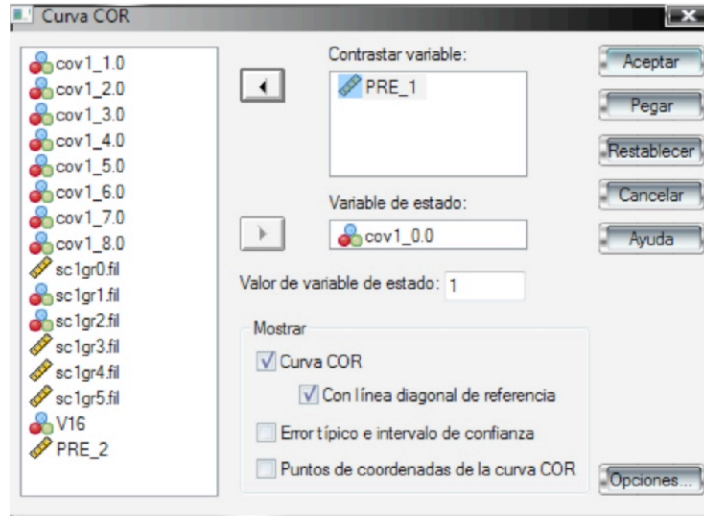 Curva COR
cov1_1.0
cov1_2.0
cov1_3.0
cov1_4.0
cov1_5.0
cov1_6.0
cov1_7.0
cov1_8.0
sc1gr0.fil
sc1gr1.fil
sc1gr2.fil
sc1gr3.fil
sc1gr4.fil
sc1gr5.fil
V16
PRE_2
Contrastar variable:
PRE_1
Variable de estado:
cov1_0.0
Valor de variable de estado: 1
Mostrar
Curva COR
Con línea diagonal de referencia
Error típico e intervalo de confianza
Puntos de coordenadas de la curva COR
Aceptar
Pegar
Restablecer
Cancelar
Ayuda
Opciones...